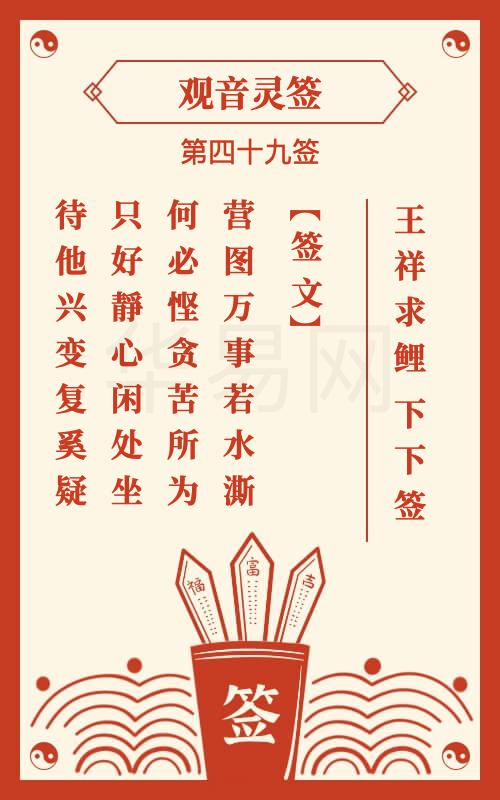 观音灵签
第四十九签
王祥求鲤 下下签
【签文】
营图万事若水澌
何必悭贪苦所为
只好靜心闲处坐
待他兴变复奚疑
华易网
福
富
吉
签